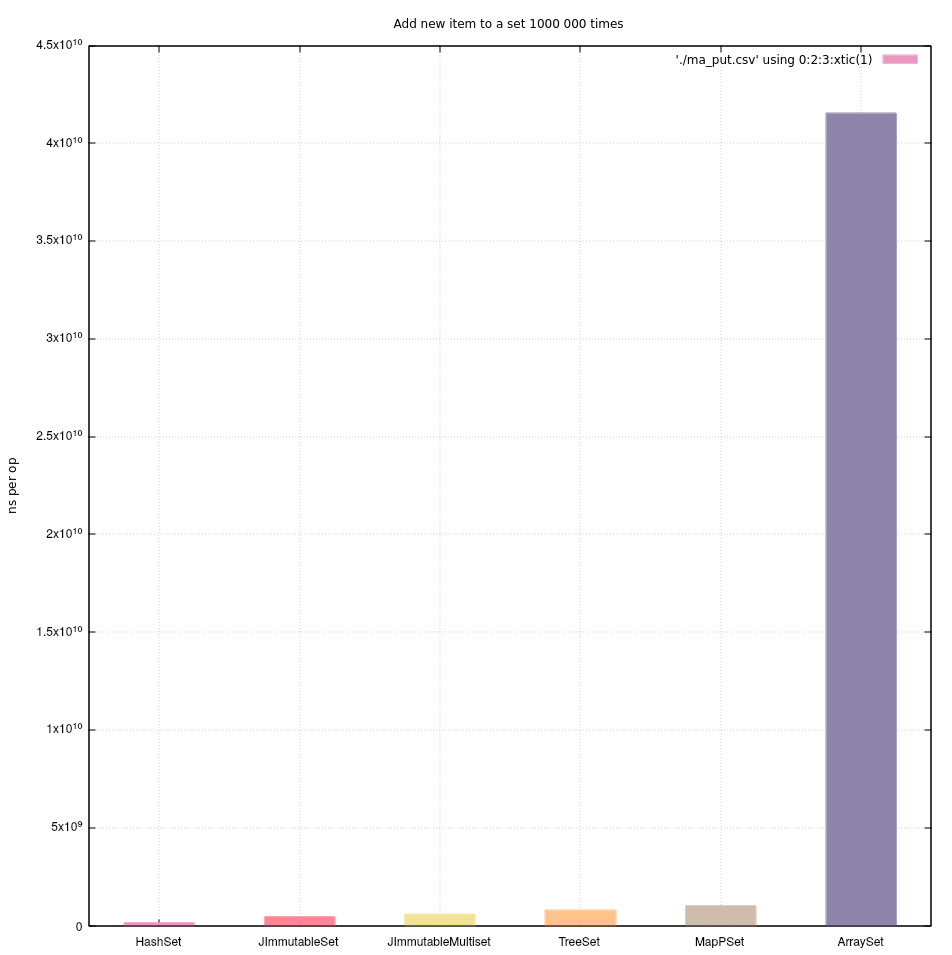 Add new item to a set 1000 000 times
'./ma_put.csv' using 0:2:3:xtic(1)
ns per op
4.5x10¹⁰
4x10¹⁰
3.5x10¹⁰
3x10¹⁰
2.5x10¹⁰
2x10¹⁰
1.5x10¹⁰
1x10¹⁰
5x10⁹
0
HashSet JImmutableSet JImmutableMultiset TreeSet MapPSet ArraySet